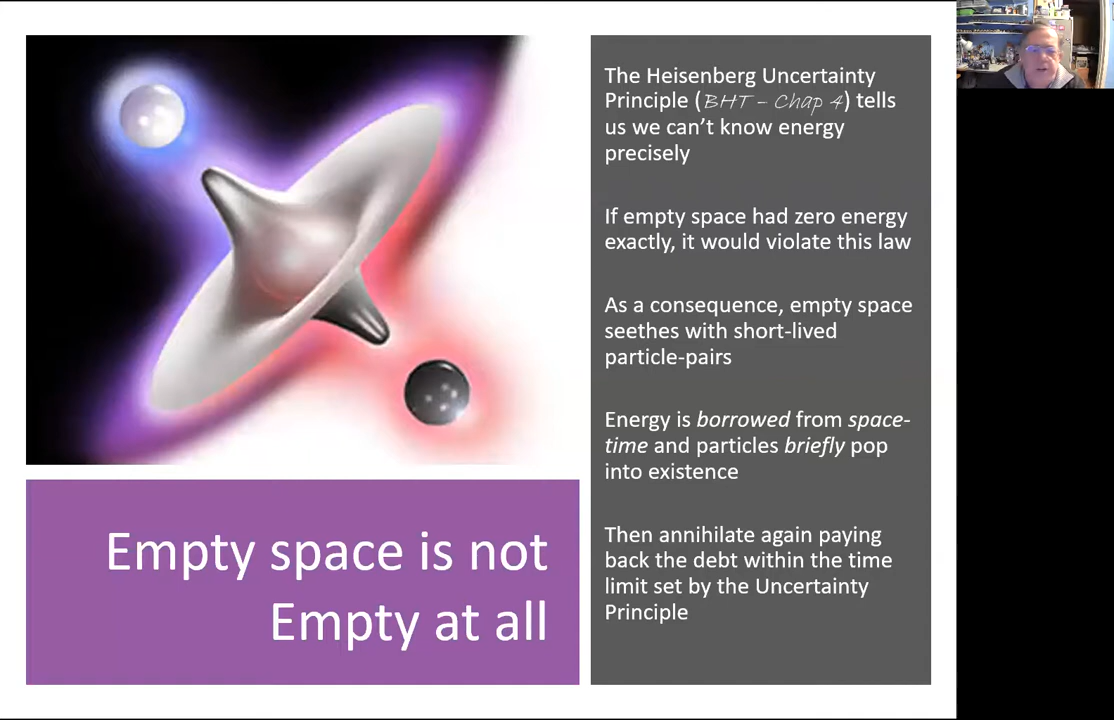 The Heisenberg Uncertainty
Principle (BHT – Chap 4) tells
us we can’t know energy
precisely
If empty space had zero energy
exactly, it would violate this law
As a consequence, empty space
seethes with short-lived
particle-pairs
Energy is borrowed from space-
time and particles briefly pop
into existence
Then annihilate again paying
back the debt within the time
limit set by the Uncertainty
Principle
Empty space is not
Empty at all